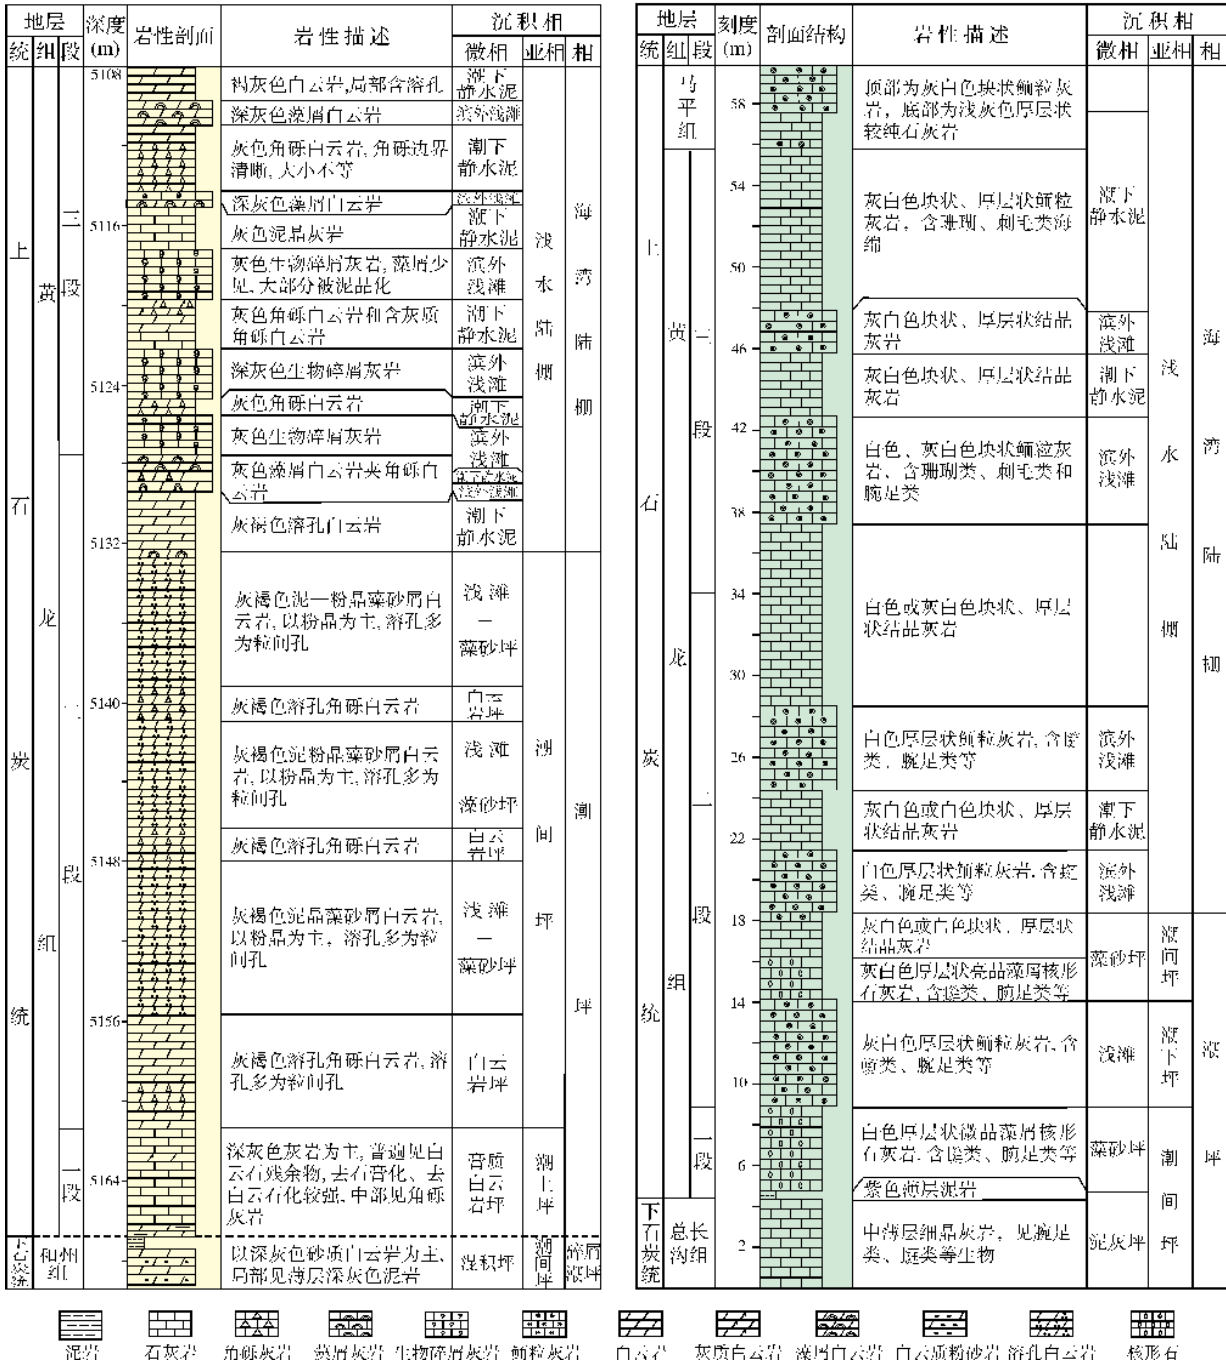 地层
深度
(m)
岩性剖面
岩性描述
沉积相
统
组
段
微相
亚相
相
5108
5116
5124
5132
5140
5148
5156
5164
上
石
炭
统
黄
龙
组
三
段
二
段
一
段
下石炭统
和州组
褐灰色白云岩,局部含溶孔
潮下
静水泥
深灰色藻屑白云岩
滨外浅滩
灰色角砾白云岩,角砾边界
清晰,大小不等
潮下
静水泥
深灰色藻屑白云岩
滨外浅滩
灰色泥晶灰岩
潮下
静水泥
灰色生物碎屑灰岩,藻屑少
见,大部分被泥晶化
滨外
浅滩
灰色角砾白云岩和含灰质
角砾白云岩
潮下
静水泥
深灰色生物碎屑灰岩
滨外
浅滩
灰色角砾白云岩
潮下
静水泥
灰色生物碎屑灰岩
滨外
浅滩
灰色藻屑白云岩夹角砾白
云岩
潮下静水泥
滨外浅滩
灰褐色溶孔白云岩
潮下
静水泥
浅
水
陆
棚
海
湾
陆
棚
灰褐色泥—粉晶藻砂屑白
云岩,以粉晶为主,溶孔多
为粒间孔
浅滩
—
藻砂坪
灰褐色溶孔角砾白云岩
白云
岩坪
灰褐色泥粉晶藻砂屑白云
岩,以粉晶为主,溶孔多为
粒间孔
浅滩
藻砂坪
灰褐色溶孔角砾白云岩
白云
岩坪
灰褐色泥晶藻砂屑白云岩,
以粉晶为主,溶孔多为粒
间孔
浅滩
—
藻砂坪
灰褐色溶孔角砾白云岩,溶
孔多为粒间孔
白云
岩坪
潮
间
坪
潮
坪
深灰色灰岩为主,普遍见白
云石残余物,去石膏化、去
白云石化较强,中部见角砾
灰岩
膏质
白云
岩坪
潮
上
坪
以深灰色砂质白云岩为主,
局部见薄层深灰色泥岩
混积坪
潮
间
坪
碎屑
潮坪
地层
刻度
(m)
剖面结构
岩性描述
沉积相
统
组
段
微相
亚相
相
58
54
50
46
42
38
34
30
26
22
18
14
10
6
2
上
石
炭
统
马
平
组
黄
龙
组
三
段
二
段
一
段
下石炭统
总长
沟组
顶部为灰白色块状鲕粒灰
岩，底部为浅灰色厚层状
较纯石灰岩
灰白色块状、厚层状鲕粒
灰岩，含珊瑚、刺毛类海
绵
潮下
静水泥
灰白色块状、厚层状结晶
灰岩
滨外
浅滩
灰白色块状、厚层状结晶
灰岩
潮下
静水泥
白色、灰白色块状鲕粒灰
岩、含珊瑚类、刺毛类和
腕足类
滨外
浅滩
白色或灰白色块状、厚层
状结晶灰岩
白色厚层状鲕粒灰岩,含䗴
类、腕足类等
滨外
浅滩
灰白色或白色块状、厚层
状结晶灰岩
潮下
静水泥
白色厚层状鲕粒灰岩,含䗴
类、腕足类等
滨外
浅滩
浅
水
陆
棚
海
湾
陆
棚
灰白色或白色块状、厚层状
结晶灰岩
灰白色厚层状亮晶藻屑核形
石灰岩,含䗴类、腕足类等
藻砂坪
潮
间
坪
灰白色厚层状鲕粒灰岩,含
䗴类、腕足类等
浅滩
潮
下
坪
白色厚层状微晶藻屑核形
石灰岩,含䗴类、腕足类等
藻砂坪
紫色薄层泥岩
中薄层细晶灰岩，见腕足
类、䗴类等生物
泥灰坪
潮
间
坪
潮
坪
泥岩 石灰岩 角砾灰岩 藻屑灰岩 生物碎屑灰岩 鲕粒灰岩 白云岩 灰质白云岩 藻屑白云岩 白云质粉砂岩 溶孔白云岩 核形石